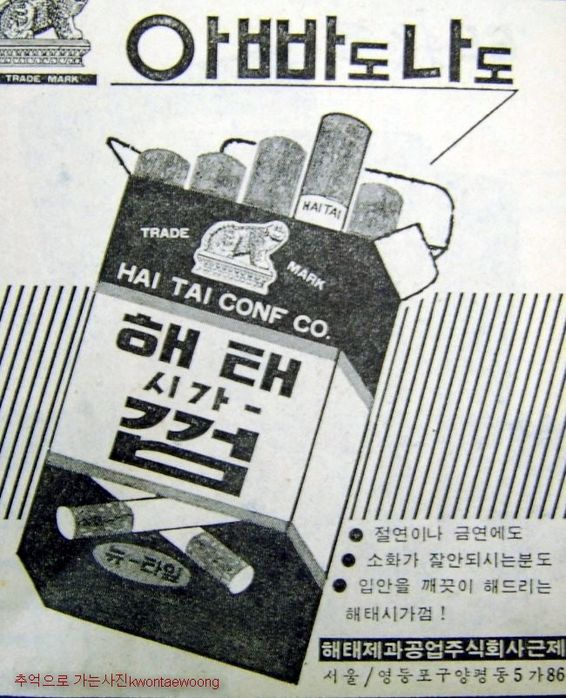 TRADE MARK
아빠도나도
HAITAI
TRADE
MARK
HAI TAI CONF CO.
해태
시가-
껌
뉴-타입
• 절연이나 금연에도
• 소화가 잘안되시는분도
• 입안을 깨끗이 해드리는
해태시가껌!
해태제과공업주식회사근제
서울/영등포구양평동5가86
추억으로 가는사진kwontaewoong